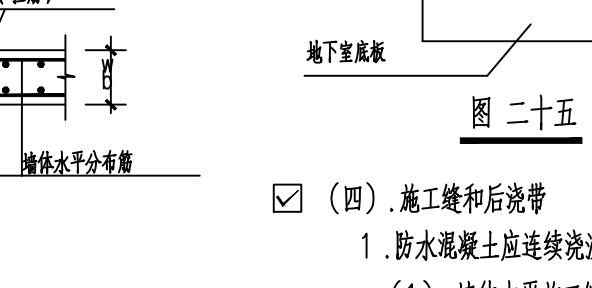 地下室底板
bw
图 二十五
墙体水平分布筋
(四).施工缝和后浇带
1.防水混凝土应连续浇